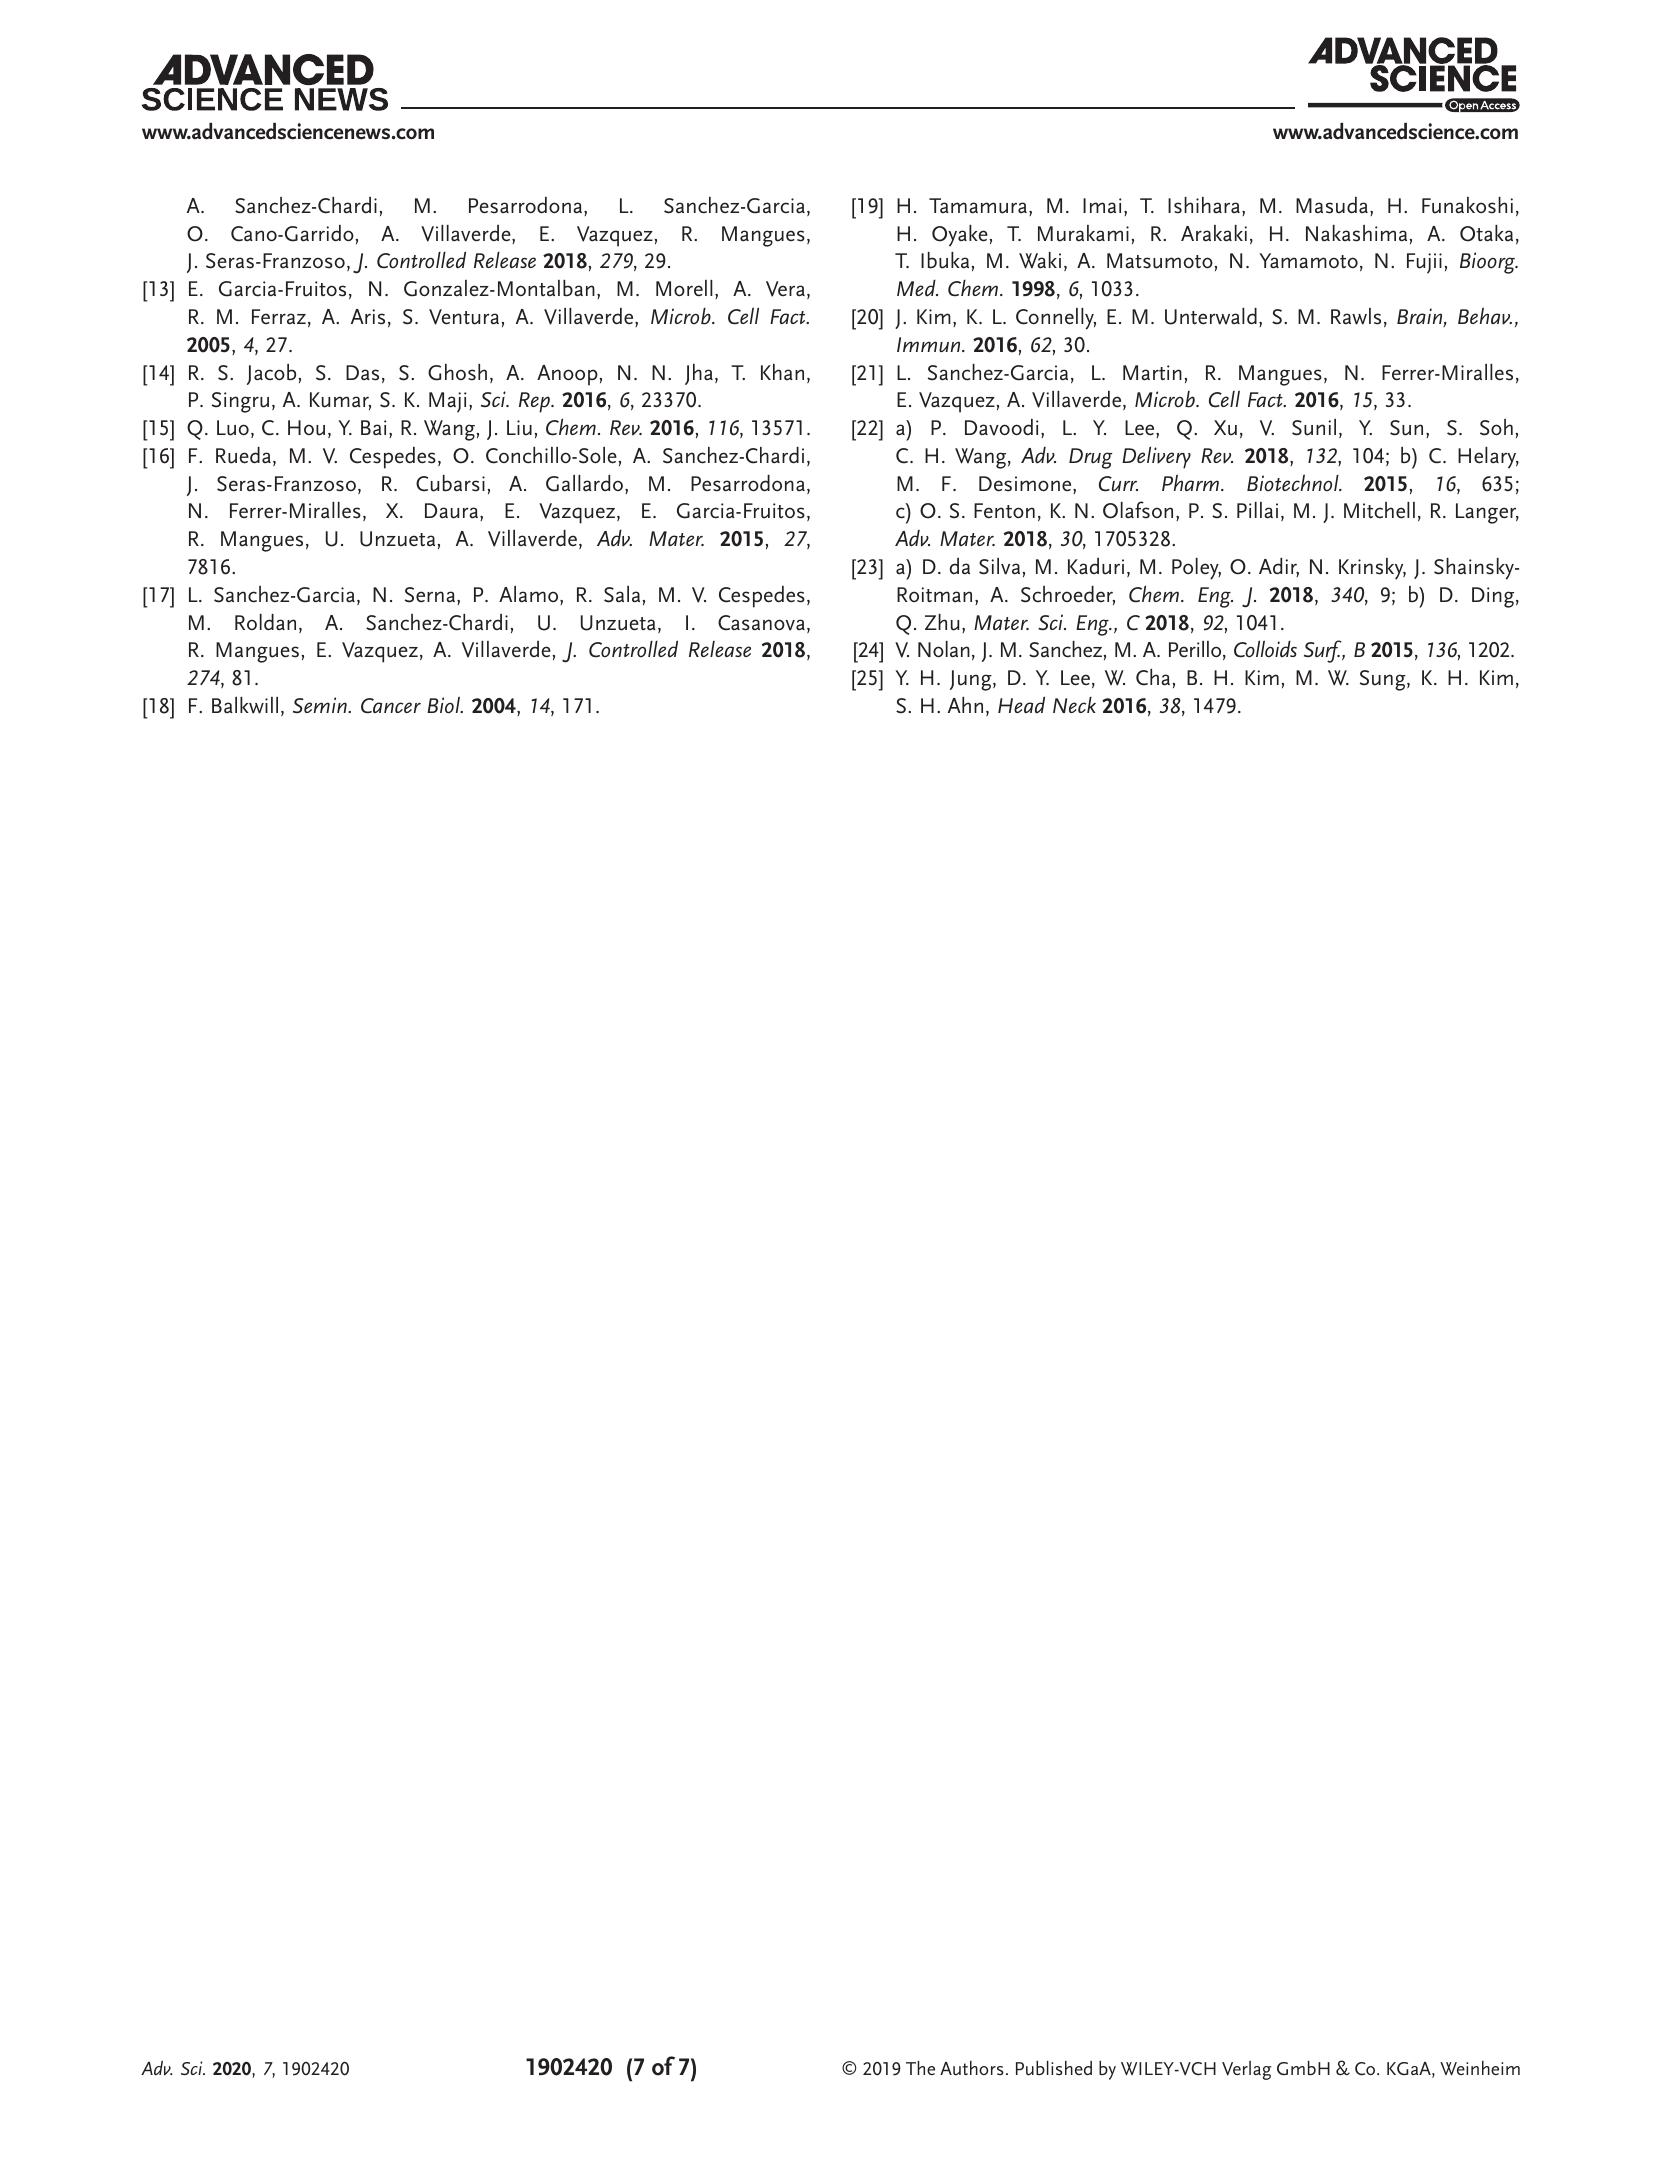 ADVANCED
SCIENCE NEWS
www.advancedsciencenews.com
ADVANCED
SCIENCE
Open Access
www.advancedscience.com
A. Sanchez-Chardi, M. Pesarrodona, L. Sanchez-Garcia,
O. Cano-Garrido, A. Villaverde, E. Vazquez, R. Mangues,
J. Seras-Franzoso, J. Controlled Release 2018, 279, 29.
[13] E. Garcia-Fruitos, N. Gonzalez-Montalban, M. Morell, A. Vera,
R. M. Ferraz, A. Aris, S. Ventura, A. Villaverde, Microb. Cell Fact.
2005, 4, 27.
[14] R. S. Jacob, S. Das, S. Ghosh, A. Anoop, N. N. Jha, T. Khan,
P. Singru, A. Kumar, S. K. Maji, Sci. Rep. 2016, 6, 23370.
[15] Q. Luo, C. Hou, Y. Bai, R. Wang, J. Liu, Chem. Rev. 2016, 116, 13571.
[16] F. Rueda, M. V. Cespedes, O. Conchillo-Sole, A. Sanchez-Chardi,
J. Seras-Franzoso, R. Cubarsi, A. Gallardo, M. Pesarrodona,
N. Ferrer-Miralles, X. Daura, E. Vazquez, E. Garcia-Fruitos,
R. Mangues, U. Unzueta, A. Villaverde, Adv. Mater. 2015, 27,
7816.
[17] L. Sanchez-Garcia, N. Serna, P. Alamo, R. Sala, M. V. Cespedes,
M. Roldan, A. Sanchez-Chardi, U. Unzueta, I. Casanova,
R. Mangues, E. Vazquez, A. Villaverde, J. Controlled Release 2018,
274, 81.
[18] F. Balkwill, Semin. Cancer Biol. 2004, 14, 171.
[19] H. Tamamura, M. Imai, T. Ishihara, M. Masuda, H. Funakoshi,
H. Oyake, T. Murakami, R. Arakaki, H. Nakashima, A. Otaka,
T. Ibuka, M. Waki, A. Matsumoto, N. Yamamoto, N. Fujii, Bioorg.
Med. Chem. 1998, 6, 1033.
[20] J. Kim, K. L. Connelly, E. M. Unterwald, S. M. Rawls, Brain, Behav.,
Immun. 2016, 62, 30.
[21] L. Sanchez-Garcia, L. Martin, R. Mangues, N. Ferrer-Miralles,
E. Vazquez, A. Villaverde, Microb. Cell Fact. 2016, 15, 33.
[22] a) P. Davoodi, L. Y. Lee, Q. Xu, V. Sunil, Y. Sun, S. Soh,
C. H. Wang, Adv. Drug Delivery Rev. 2018, 132, 104; b) C. Helary,
M. F. Desimone, Curr. Pharm. Biotechnol. 2015, 16, 635;
c) O. S. Fenton, K. N. Olafson, P. S. Pillai, M. J. Mitchell, R. Langer,
Adv. Mater. 2018, 30, 1705328.
[23] a) D. da Silva, M. Kaduri, M. Poley, O. Adir, N. Krinsky, J. Shainsky-
Roitman, A. Schroeder, Chem. Eng. J. 2018, 340, 9; b) D. Ding,
Q. Zhu, Mater. Sci. Eng., C 2018, 92, 1041.
[24] V. Nolan, J. M. Sanchez, M. A. Perillo, Colloids Surf., B 2015, 136, 1202.
[25] Y. H. Jung, D. Y. Lee, W. Cha, B. H. Kim, M. W. Sung, K. H. Kim,
S. H. Ahn, Head Neck 2016, 38, 1479.
Adv. Sci. 2020, 7, 1902420
1902420 (7 of 7)
© 2019 The Authors. Published by WILEY-VCH Verlag GmbH & Co. KGaA, Weinheim